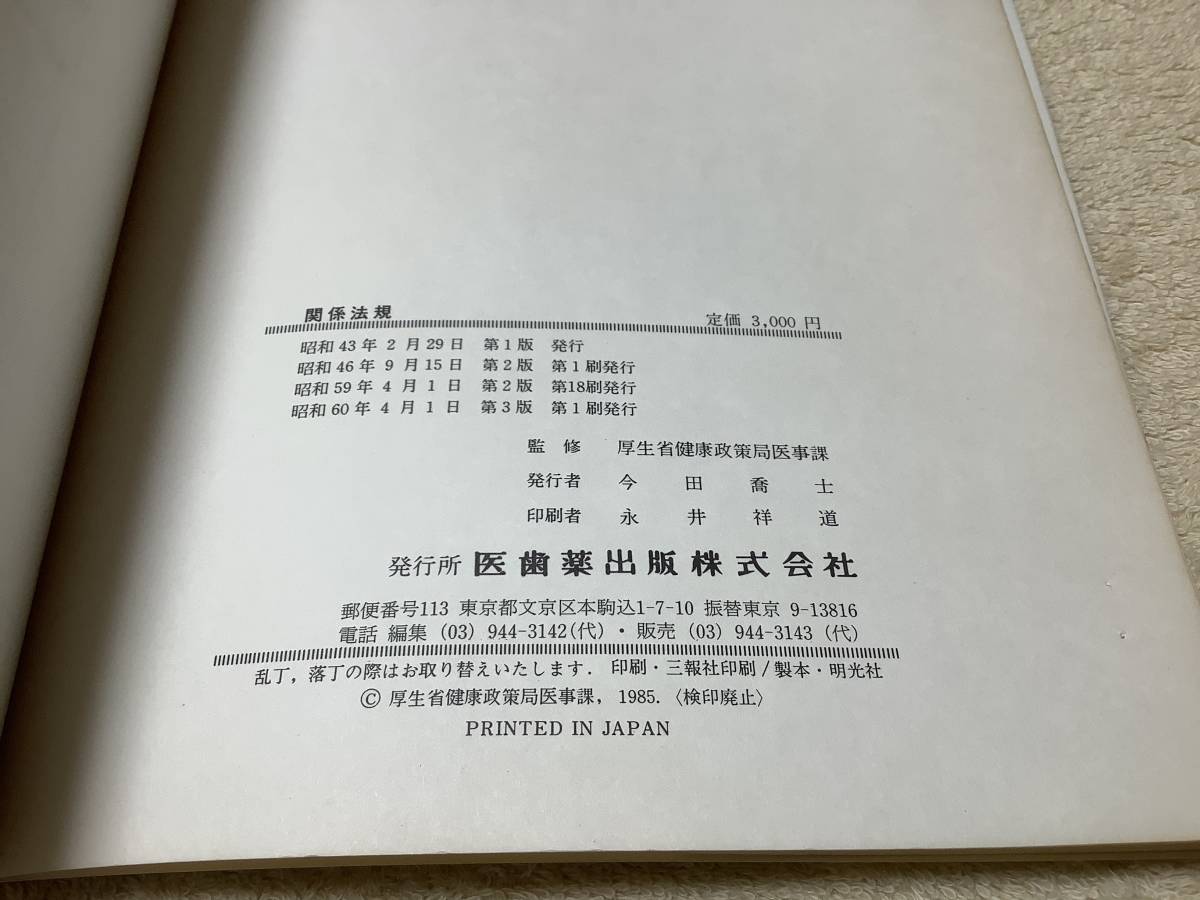 関係法規 定価 3,000 円
昭和 43 年 2 月 29 日 第 1 版 発行
昭和 46 年 9 月 15 日 第 2 版 第 1 刷発行
昭和 59 年 4 月 1 日 第 2 版 第18刷発行
昭和 60 年 4 月 1 日 第 3 版 第 1 刷発行
監修 厚生省健康政策局医事課
発行者 今田喬士
印刷者 永井祥道
発行所 医歯薬出版株式会社
郵便番号113 東京都文京区本駒込1-7-10 振替東京 9-13816
電話 編集 (03) 944-3142(代)・販売 (03) 944-3143 (代)
乱丁，落丁の際はお取り替えいたします． 印刷・三報社印刷/製本・明光社
© 厚生省健康政策局医事課， 1985.〈検印廃止〉
PRINTED IN JAPAN